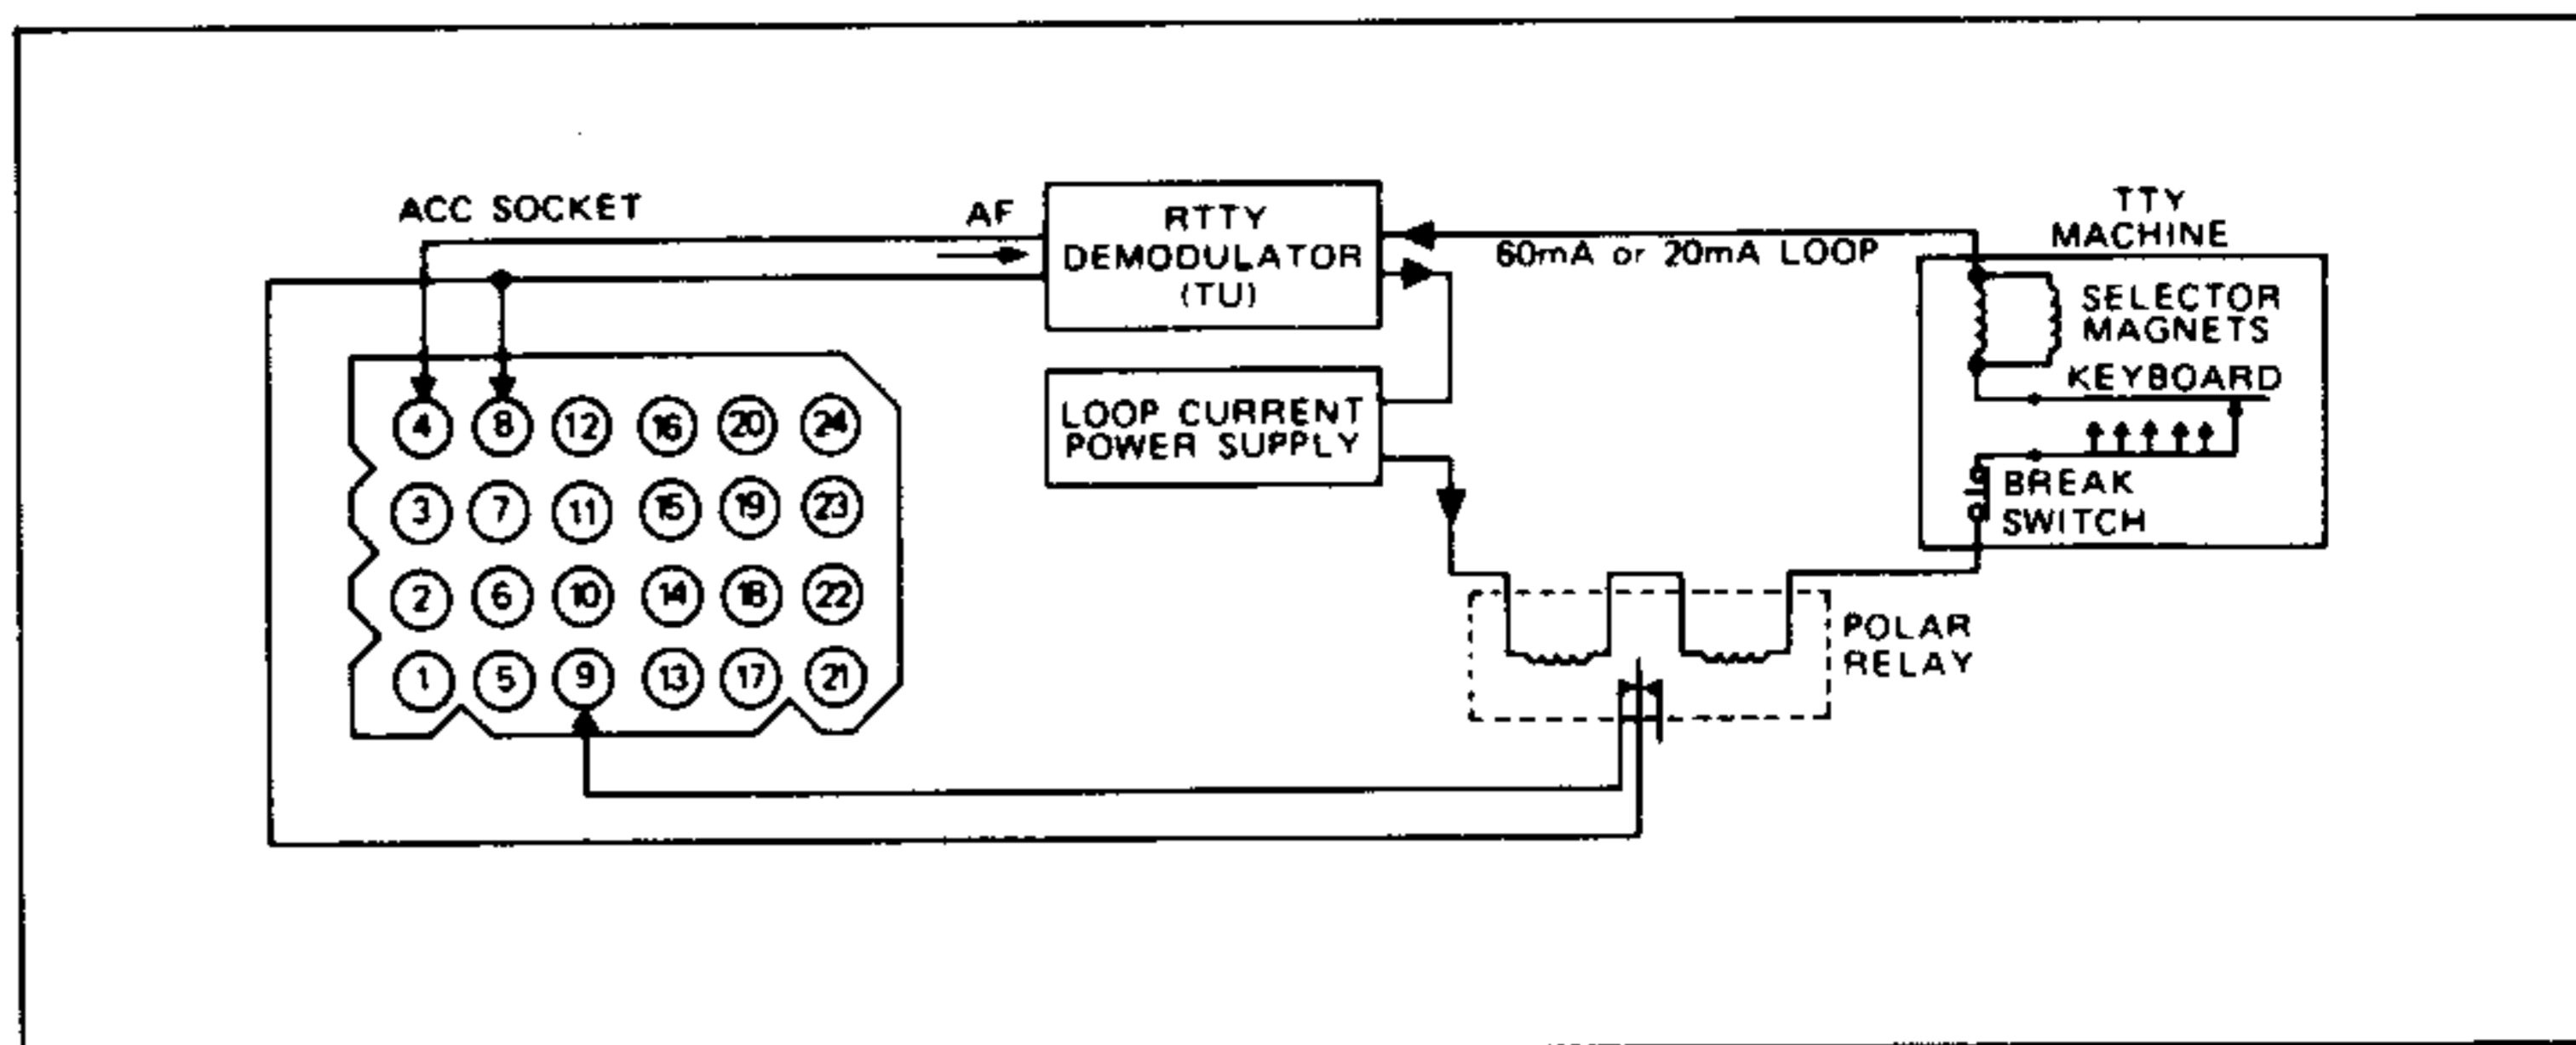 ACC SOCKET
AF
RTTY
DEMODULATOR
(TU)
60mA or 20mA LOOP
TTY
MACHINE
SELECTOR
MAGNETS
KEYBOARD
BREAK
SWITCH
LOOP CURRENT
POWER SUPPLY
POLAR
RELAY
4 8 12 16 20 24
3 7 11 15 19 23
2 6 10 14 18 22
1 5 9 13 17 21